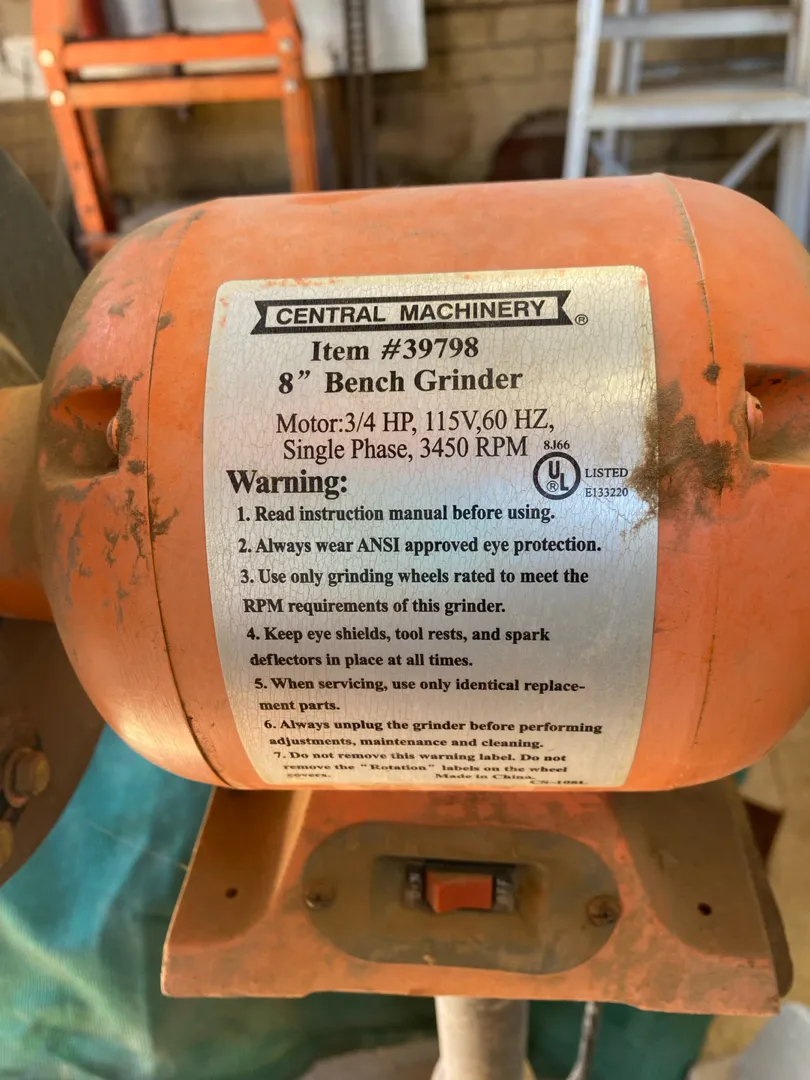 CENTRAL MACHINERY ®
Item #39798
8” Bench Grinder
Motor:3/4 HP, 115V,60 HZ,
Single Phase, 3450 RPM
8J66
UL ®
LISTED
E133220
Warning:
1. Read instruction manual before using.
2. Always wear ANSI approved eye protection.
3. Use only grinding wheels rated to meet the
RPM requirements of this grinder.
4. Keep eye shields, tool rests, and spark
deflectors in place at all times.
5. When servicing, use only identical replace-
ment parts.
6. Always unplug the grinder before performing
adjustments, maintenance and cleaning.
7. Do not remove this warning label. Do not
remove the "Rotation" labels on the wheel
covers.
Made in China.